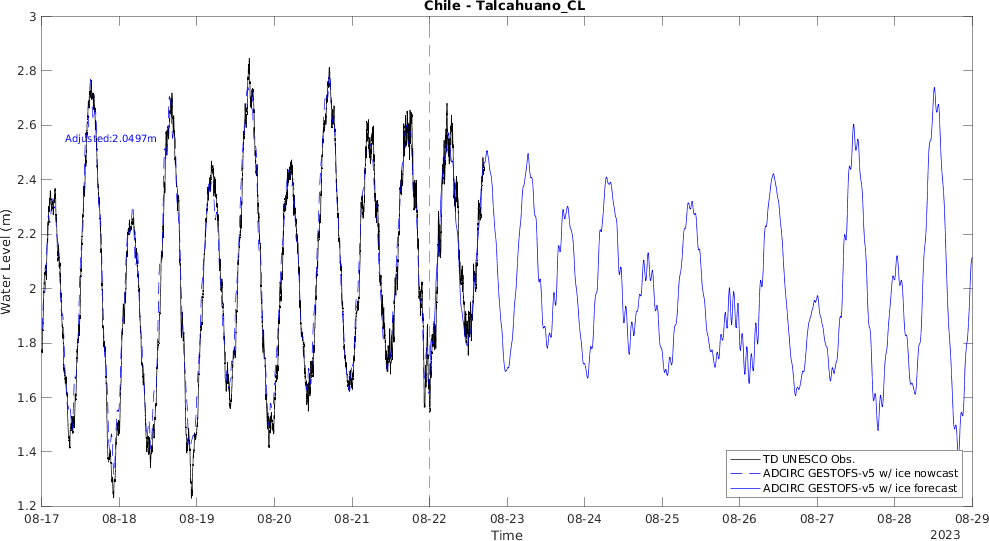 Chile - Talcahuano_CL
3
2.8
2.6
2.4
2.2
2
1.8
1.6
1.4
1.2
Water Level (m)
Adjusted:2.0497m
TD UNESCO Obs.
ADCIRC GESTOFS-v5 w/ ice nowcast
ADCIRC GESTOFS-v5 w/ ice forecast
08-17 08-18 08-19 08-20 08-21 08-22 08-23 08-24 08-25 08-26 08-27 08-28 08-29
Time
2023